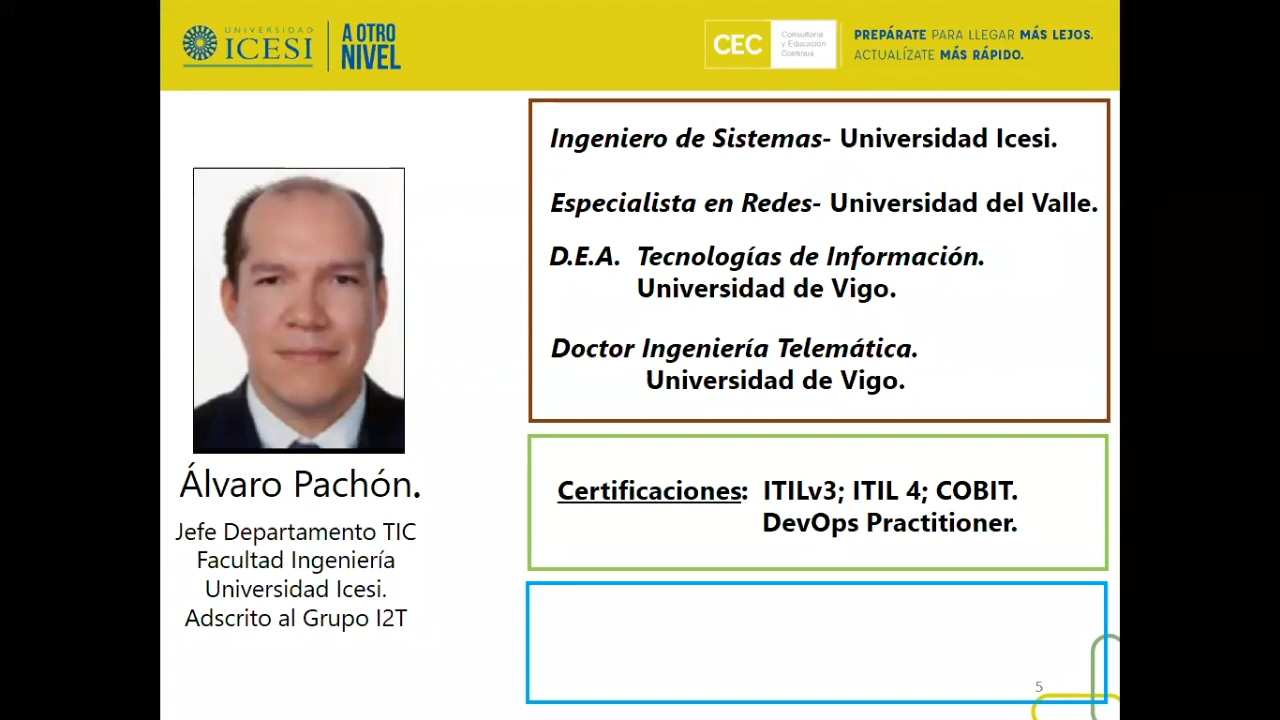 UNIVERSIDAD
ICESI
A OTRO
NIVEL
CEC
Consultoría
y Educación
Continua
PREPÁRATE PARA LLEGAR MÁS LEJOS.
ACTUALÍZATE MÁS RÁPIDO.
Ingeniero de Sistemas- Universidad Icesi.
Especialista en Redes- Universidad del Valle.
D.E.A. Tecnologías de Información.
Universidad de Vigo.
Doctor Ingeniería Telemática.
Universidad de Vigo.
Álvaro Pachón.
Jefe Departamento TIC
Facultad Ingeniería
Universidad Icesi.
Adscrito al Grupo I2T
Certificaciones: ITILv3; ITIL 4; COBIT.
DevOps Practitioner.
5